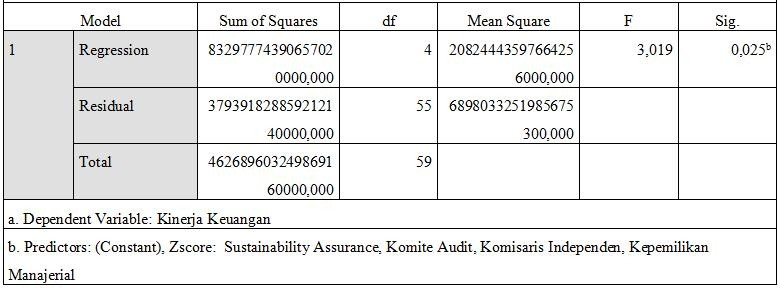 Model Sum of Squares df Mean Square F Sig.
1 Regression 8329777439065702 4 2082444359766425 3,019 0,025b
0000,000 6000,000
Residual 3793918288592121 55 6898033251985675
40000,000 300,000
Total 4626896032498691 59
60000,000
a. Dependent Variable: Kinerja Keuangan
b. Predictors: (Constant), Zscore: Sustainability Assurance, Komite Audit, Komisaris Independen, Kepemilikan
Manajerial